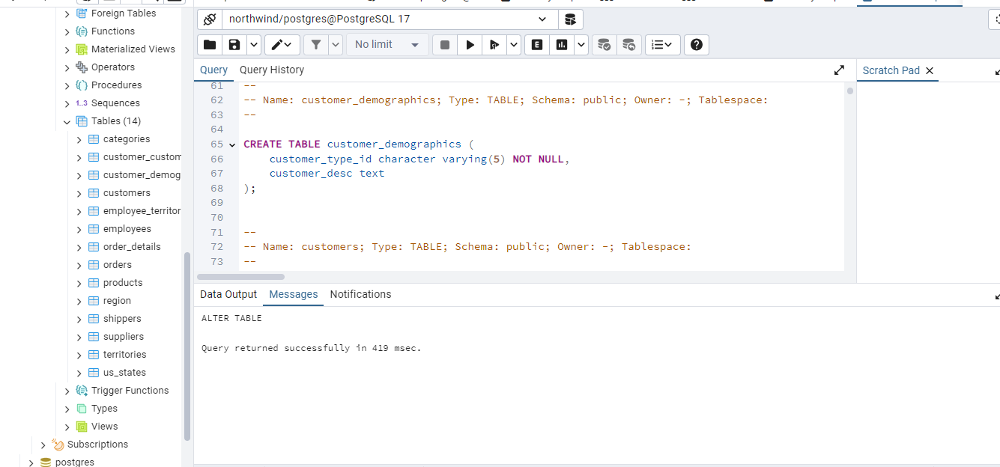 Foreign Tables
Functions
Materialized Views
Operators
Procedures
1..3 Sequences
Tables (14)
categories
customer_custom
customer_demog
customers
employee_territor
employees
order_details
orders
products
region
shippers
suppliers
territories
us_states
Trigger Functions
Types
Views
Subscriptions
postgres
northwind/postgres@PostgreSQL 17
No limit
E
Query
Query History
61 --
62 -- Name: customer_demographics; Type: TABLE; Schema: public; Owner: -; Tablespace:
63 --
64
65 CREATE TABLE customer_demographics (
66 customer_type_id character varying(5) NOT NULL,
67 customer_desc text
68 );
69
70
71 --
72 -- Name: customers; Type: TABLE; Schema: public; Owner: -; Tablespace:
73 --
Scratch Pad
Data Output
Messages
Notifications
ALTER TABLE
Query returned successfully in 419 msec.